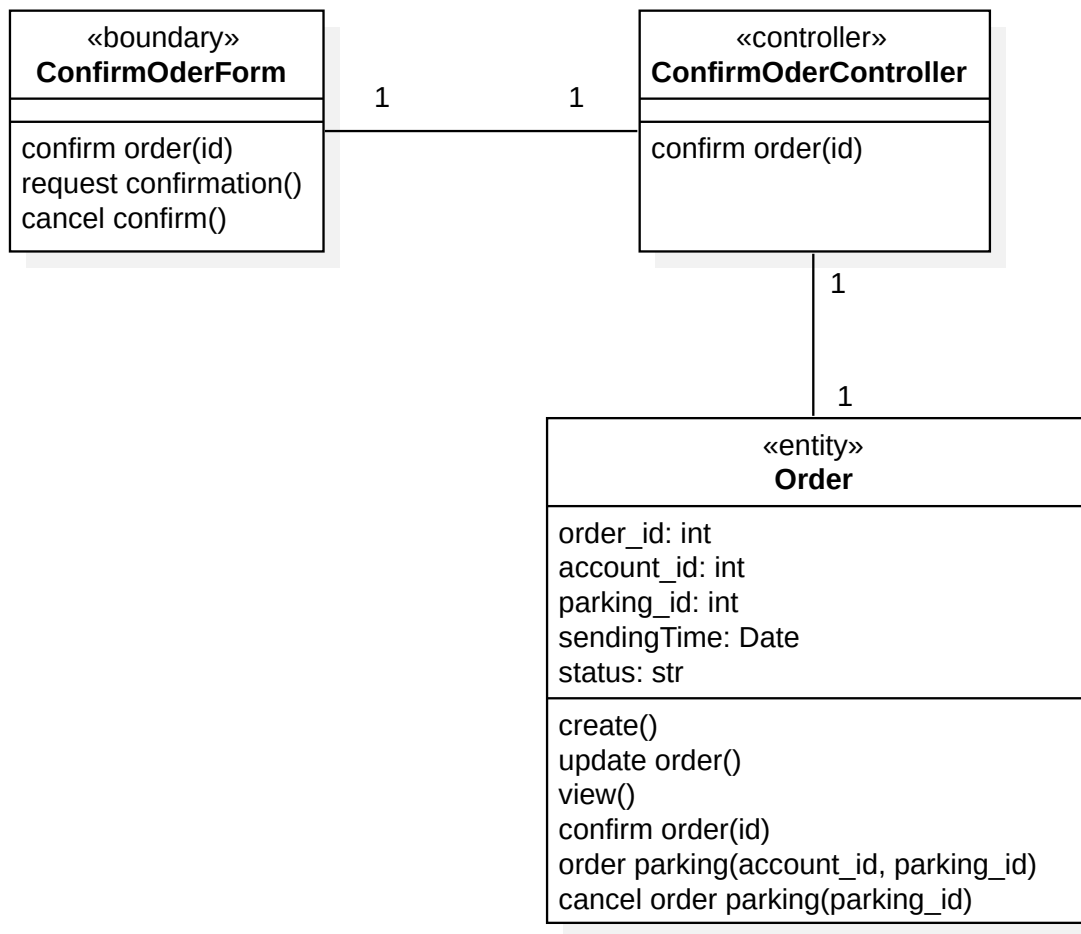 «boundary»
ConfirmOderForm
confirm order(id)
request confirmation()
cancel confirm()
1
1
«controller»
ConfirmOderController
confirm order(id)
1
1
«entity»
Order
order_id: int
account_id: int
parking_id: int
sendingTime: Date
status: str
create()
update order()
view()
confirm order(id)
order parking(account_id, parking_id)
cancel order parking(parking_id)